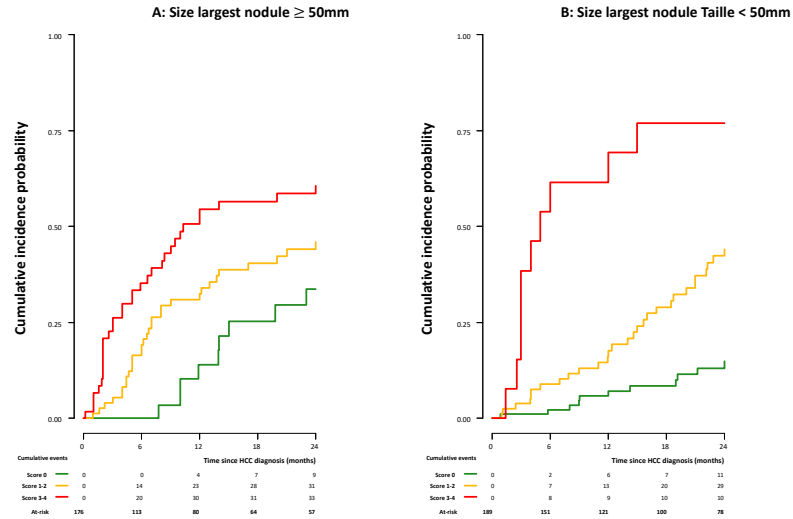 A: Size largest nodule ≥ 50mm
1.00
0.75
0.50
0.25
0.00
Cumulative incidence probability
0 6 12 18 24
Cumulative events Time since HCC diagnosis (months)
Score 0 0 0 4 7 9
Score 1-2 0 14 23 28 31
Score 3-4 0 20 30 31 33
At-risk 176 113 80 64 57
B: Size largest nodule Taille < 50mm
1.00
0.75
0.50
0.25
0.00
Cumulative incidence probability
0 6 12 18 24
Cumulative events Time since HCC diagnosis (months)
Score 0 0 2 6 7 11
Score 1-2 0 7 13 20 29
Score 3-4 0 8 9 10 10
At-risk 189 151 121 100 78